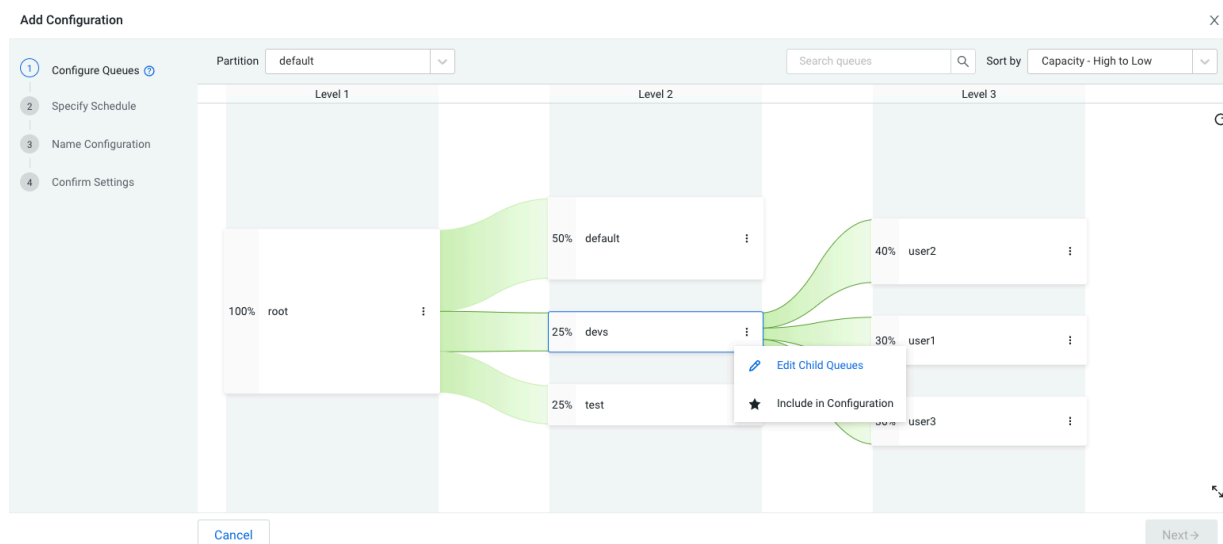 Add Configuration
1 Configure Queues ?
2 Specify Schedule
3 Name Configuration
4 Confirm Settings
Partition default
Search queues
Sort by Capacity - High to Low
Level 1 Level 2 Level 3
100% root
50% default
25% devs
25% test
40% user2
30% user1
user3
Edit Child Queues
Include in Configuration
Cancel
Next